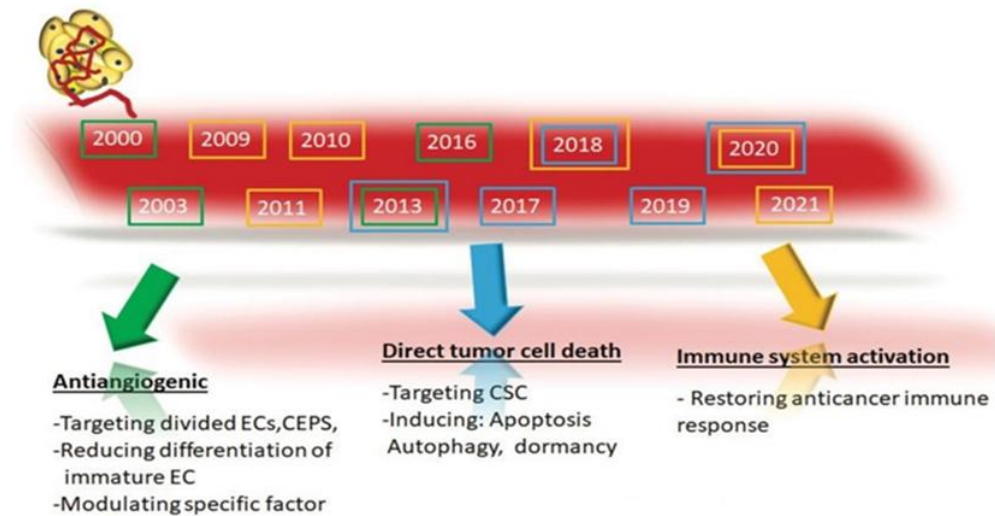 2000
2009
2010
2016
2018
2020
2003
2011
2013
2017
2019
2021
Antiangiogenic
-Targeting divided ECs,CEPS,
-Reducing differentiation of
immature EC
-Modulating specific factor
Direct tumor cell death
-Targeting CSC
-Inducing: Apoptosis
Autophagy, dormancy
Immune system activation
- Restoring anticancer immune
response